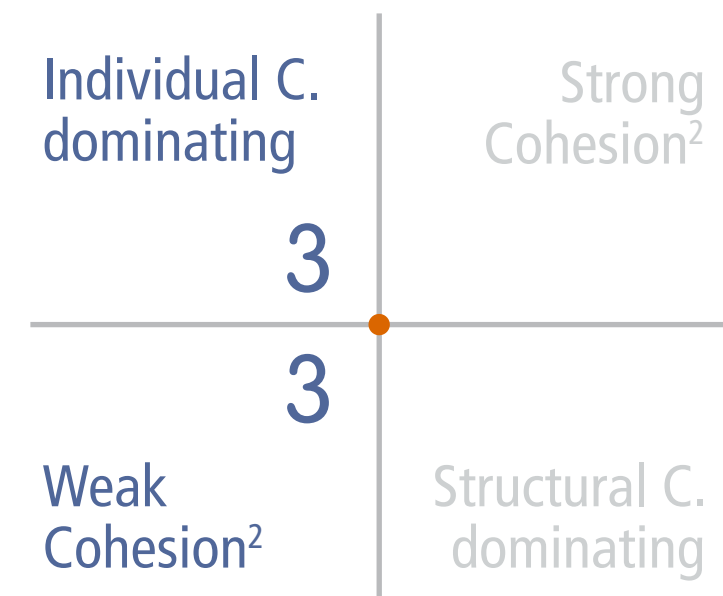 Individual C.
dominating
Strong
Cohesion²
3
3
Weak
Cohesion²
Structural C.
dominating